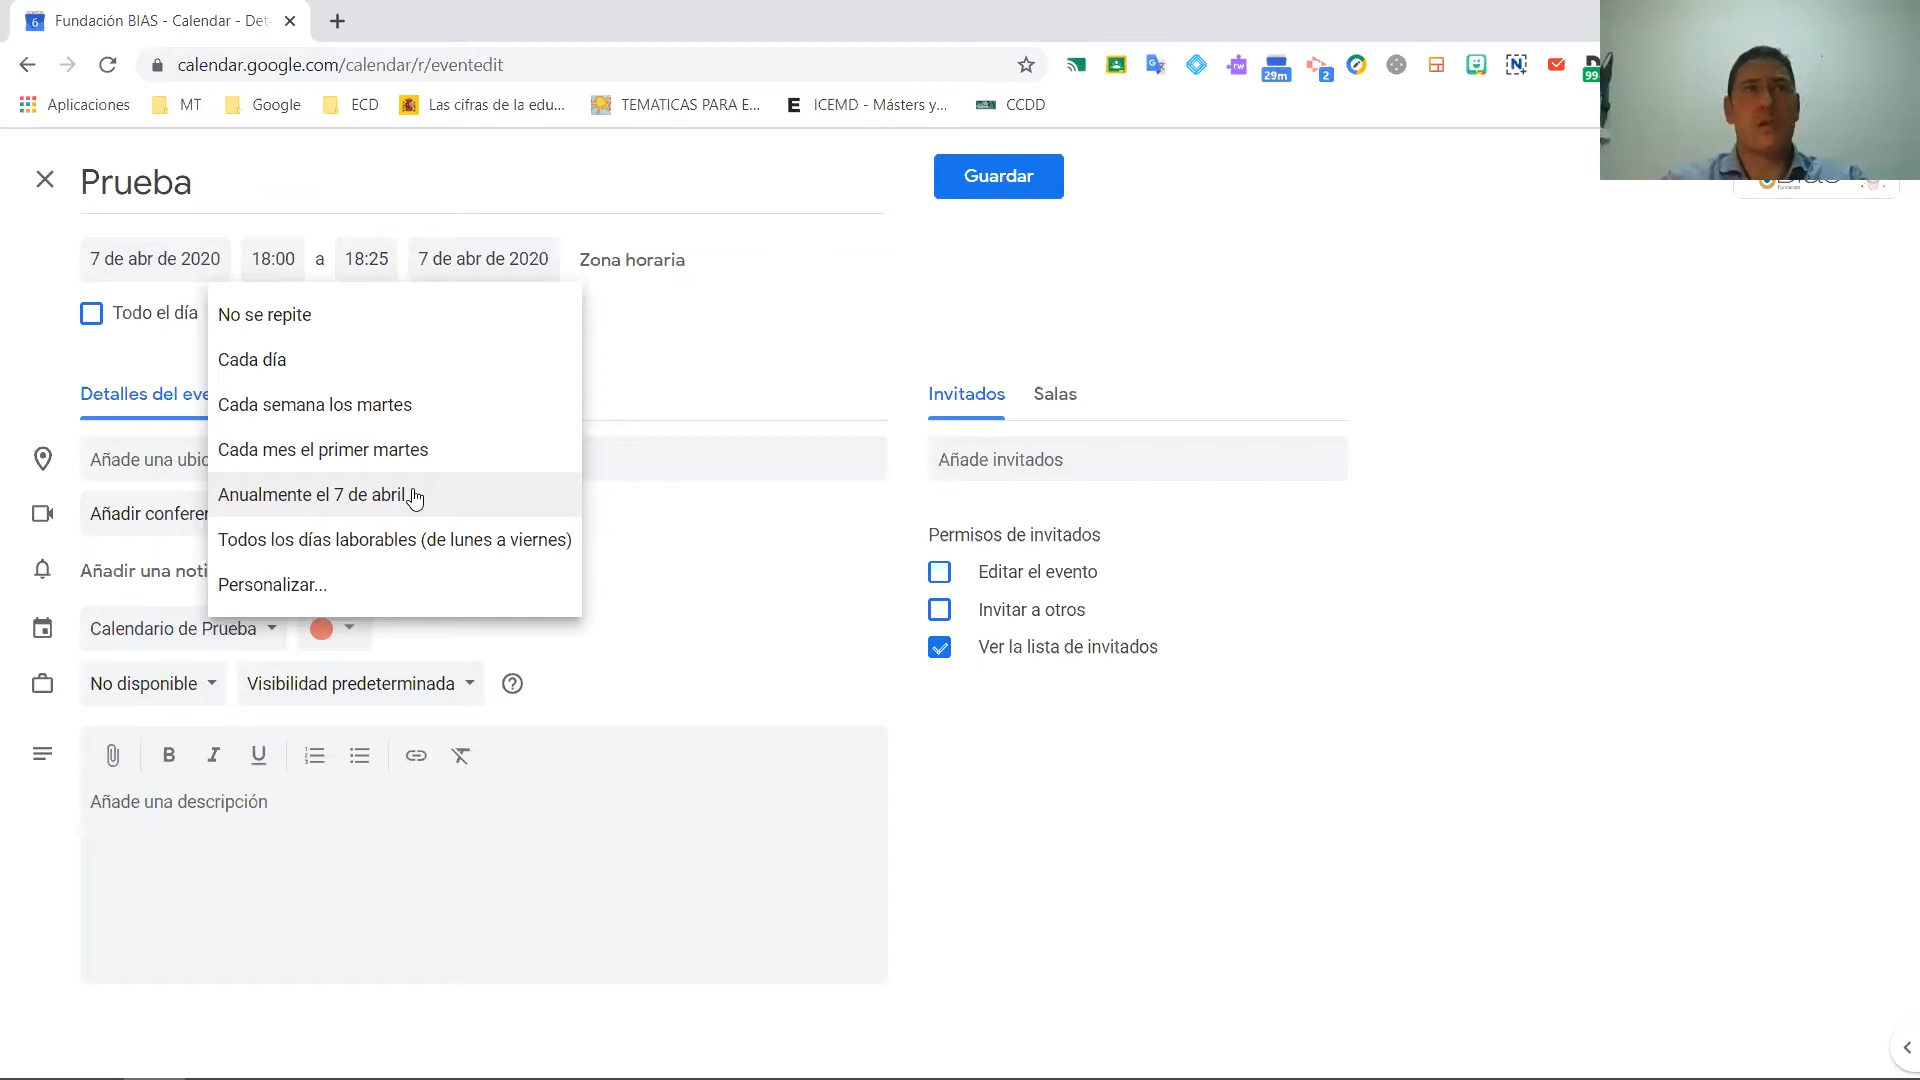 Fundación BIAS - Calendar - Det
calendar.google.com/calendar/r/eventedit
29m
2
99
Aplicaciones MT Google ECD Las cifras de la edu... TEMATICAS PARA E... ICEMD - Másters y... CCDD
Prueba
Guardar
7 de abr de 2020 18:00 a 18:25 7 de abr de 2020 Zona horaria
Todo el día
No se repite
Cada día
Cada semana los martes
Cada mes el primer martes
Anualmente el 7 de abril
Todos los días laborables (de lunes a viernes)
Personalizar...
Detalles del eve
Añade una ubic
Añadir conferen
Añadir una noti
Calendario de Prueba
No disponible Visibilidad predeterminada
Añade una descripción
Invitados Salas
Añade invitados
Permisos de invitados
Editar el evento
Invitar a otros
Ver la lista de invitados